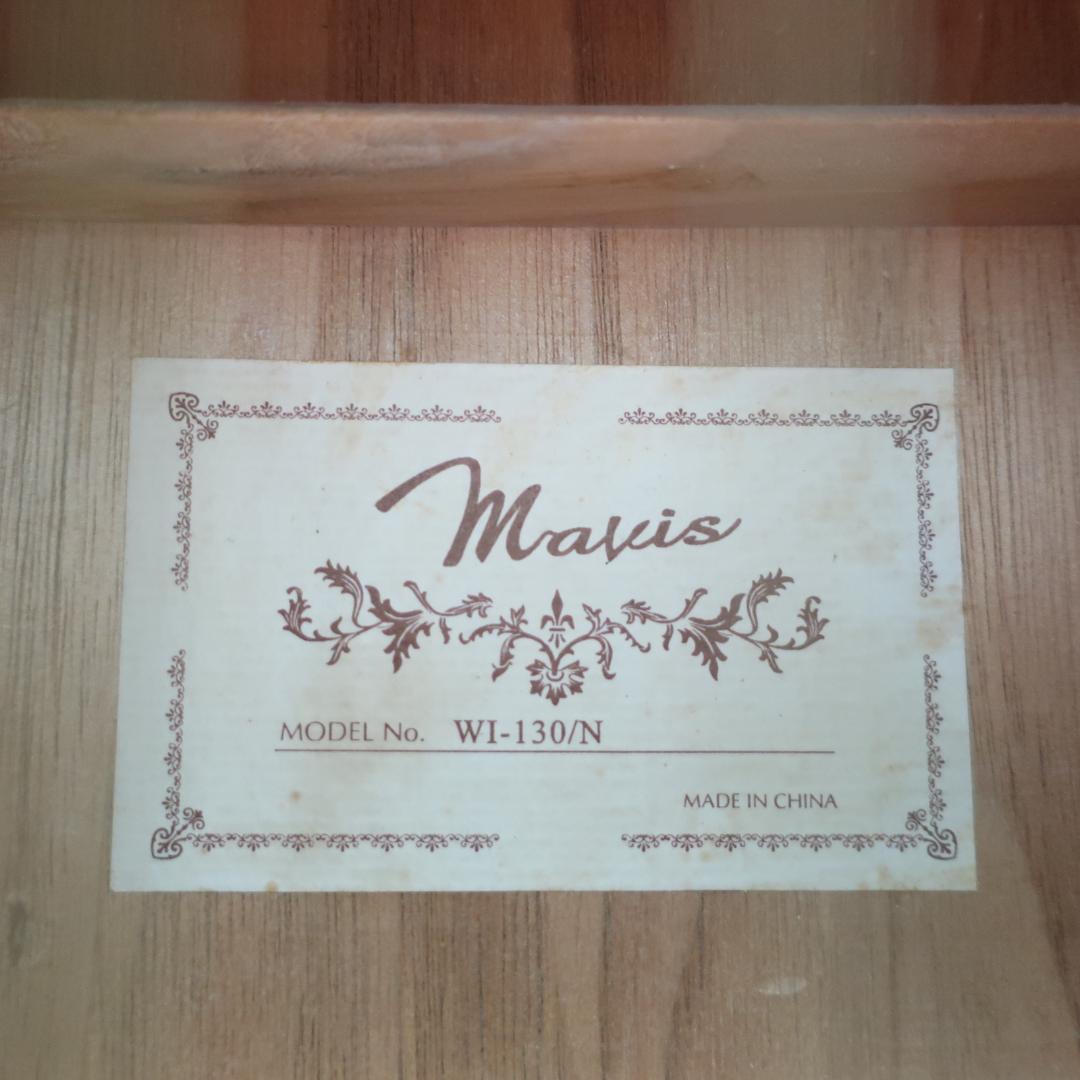 Mavis
MODEL No. WI-130/N
MADE IN CHINA